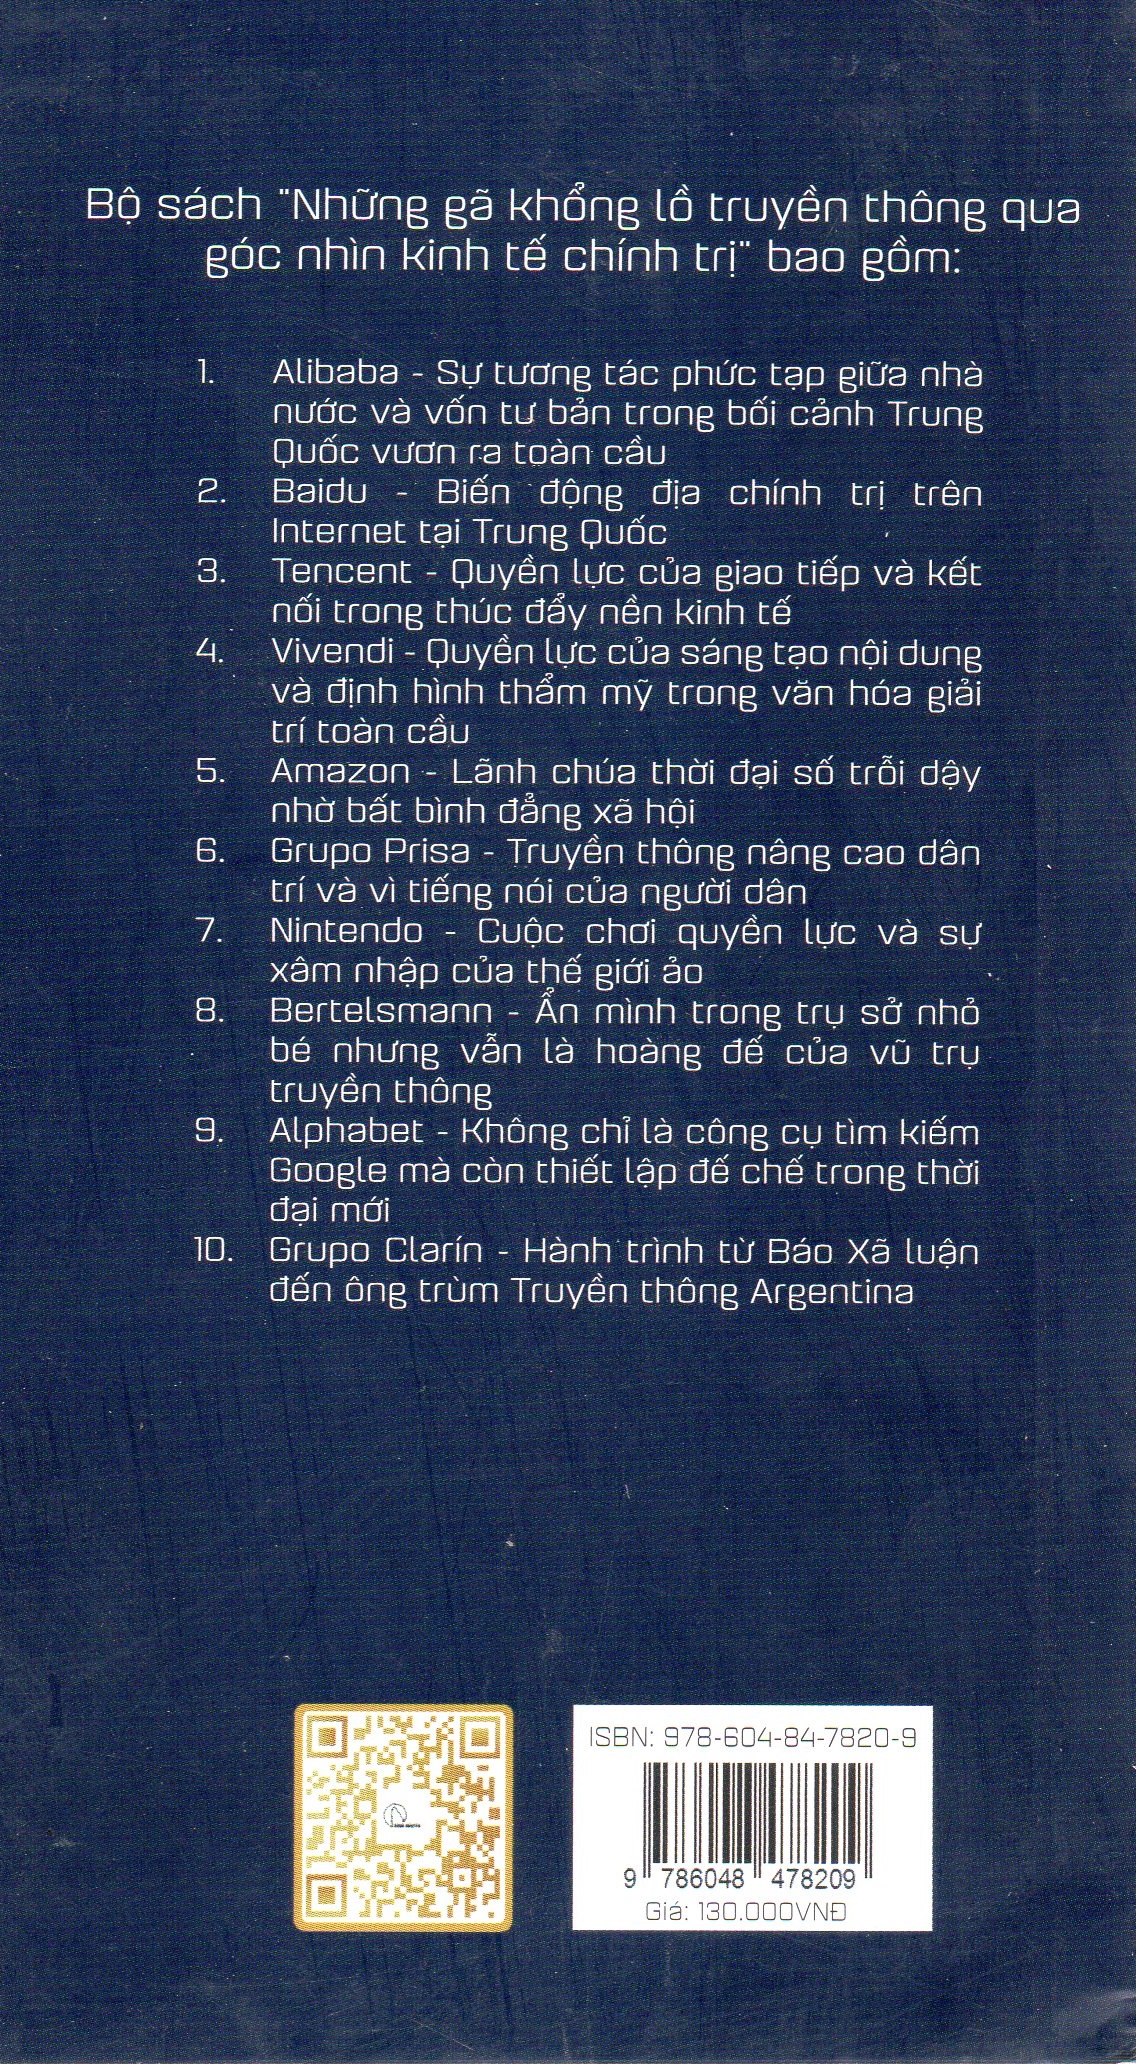 Bộ sách "Những gã khổng lồ truyền thông qua
góc nhìn kinh tế chính trị" bao gồm:
1. Alibaba - Sự tương tác phức tạp giữa nhà
nước và vốn tư bản trong bối cảnh Trung
Quốc vươn ra toàn cầu
2. Baidu - Biến động địa chính trị trên
Internet tại Trung Quốc
3. Tencent - Quyền lực của giao tiếp và kết
nối trong thúc đẩy nền kinh tế
4. Vivendi - Quyền lực của sáng tạo nội dung
và định hình thẩm mỹ trong văn hóa giải
trí toàn cầu
5. Amazon - Lãnh chúa thời đại số trỗi dậy
nhờ bất bình đẳng xã hội
6. Grupo Prisa - Truyền thông nâng cao dân
trí và vì tiếng nói của người dân
7. Nintendo - Cuộc chơi quyền lực và sự
xâm nhập của thế giới ảo
8. Bertelsmann - Ẩn mình trong trụ sở nhỏ
bé nhưng vẫn là hoàng đế của vũ trụ
truyền thông
9. Alphabet - Không chỉ là công cụ tìm kiếm
Google mà còn thiết lập đế chế trong thời
đại mới
10. Grupo Clarín - Hành trình từ Báo Xã luận
đến ông trùm Truyền thông Argentina
ISBN: 978-604-84-7820-9
9 786048 478209
Giá: 130.000VNĐ